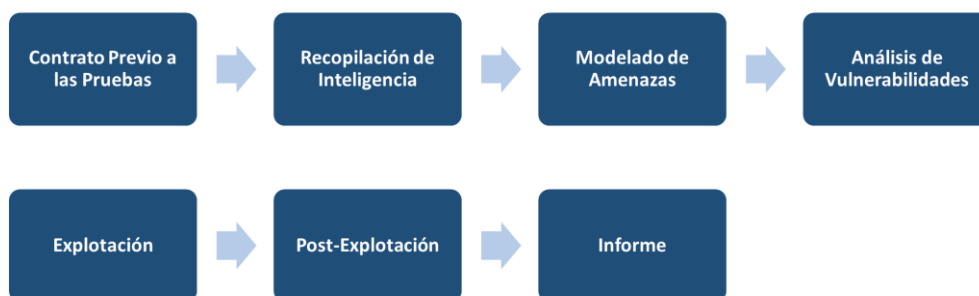 Contrato Previo a
las Pruebas
Recopilación de
Inteligencia
Modelado de
Amenazas
Análisis de
Vulnerabilidades
Explotación
Post-Explotación
Informe